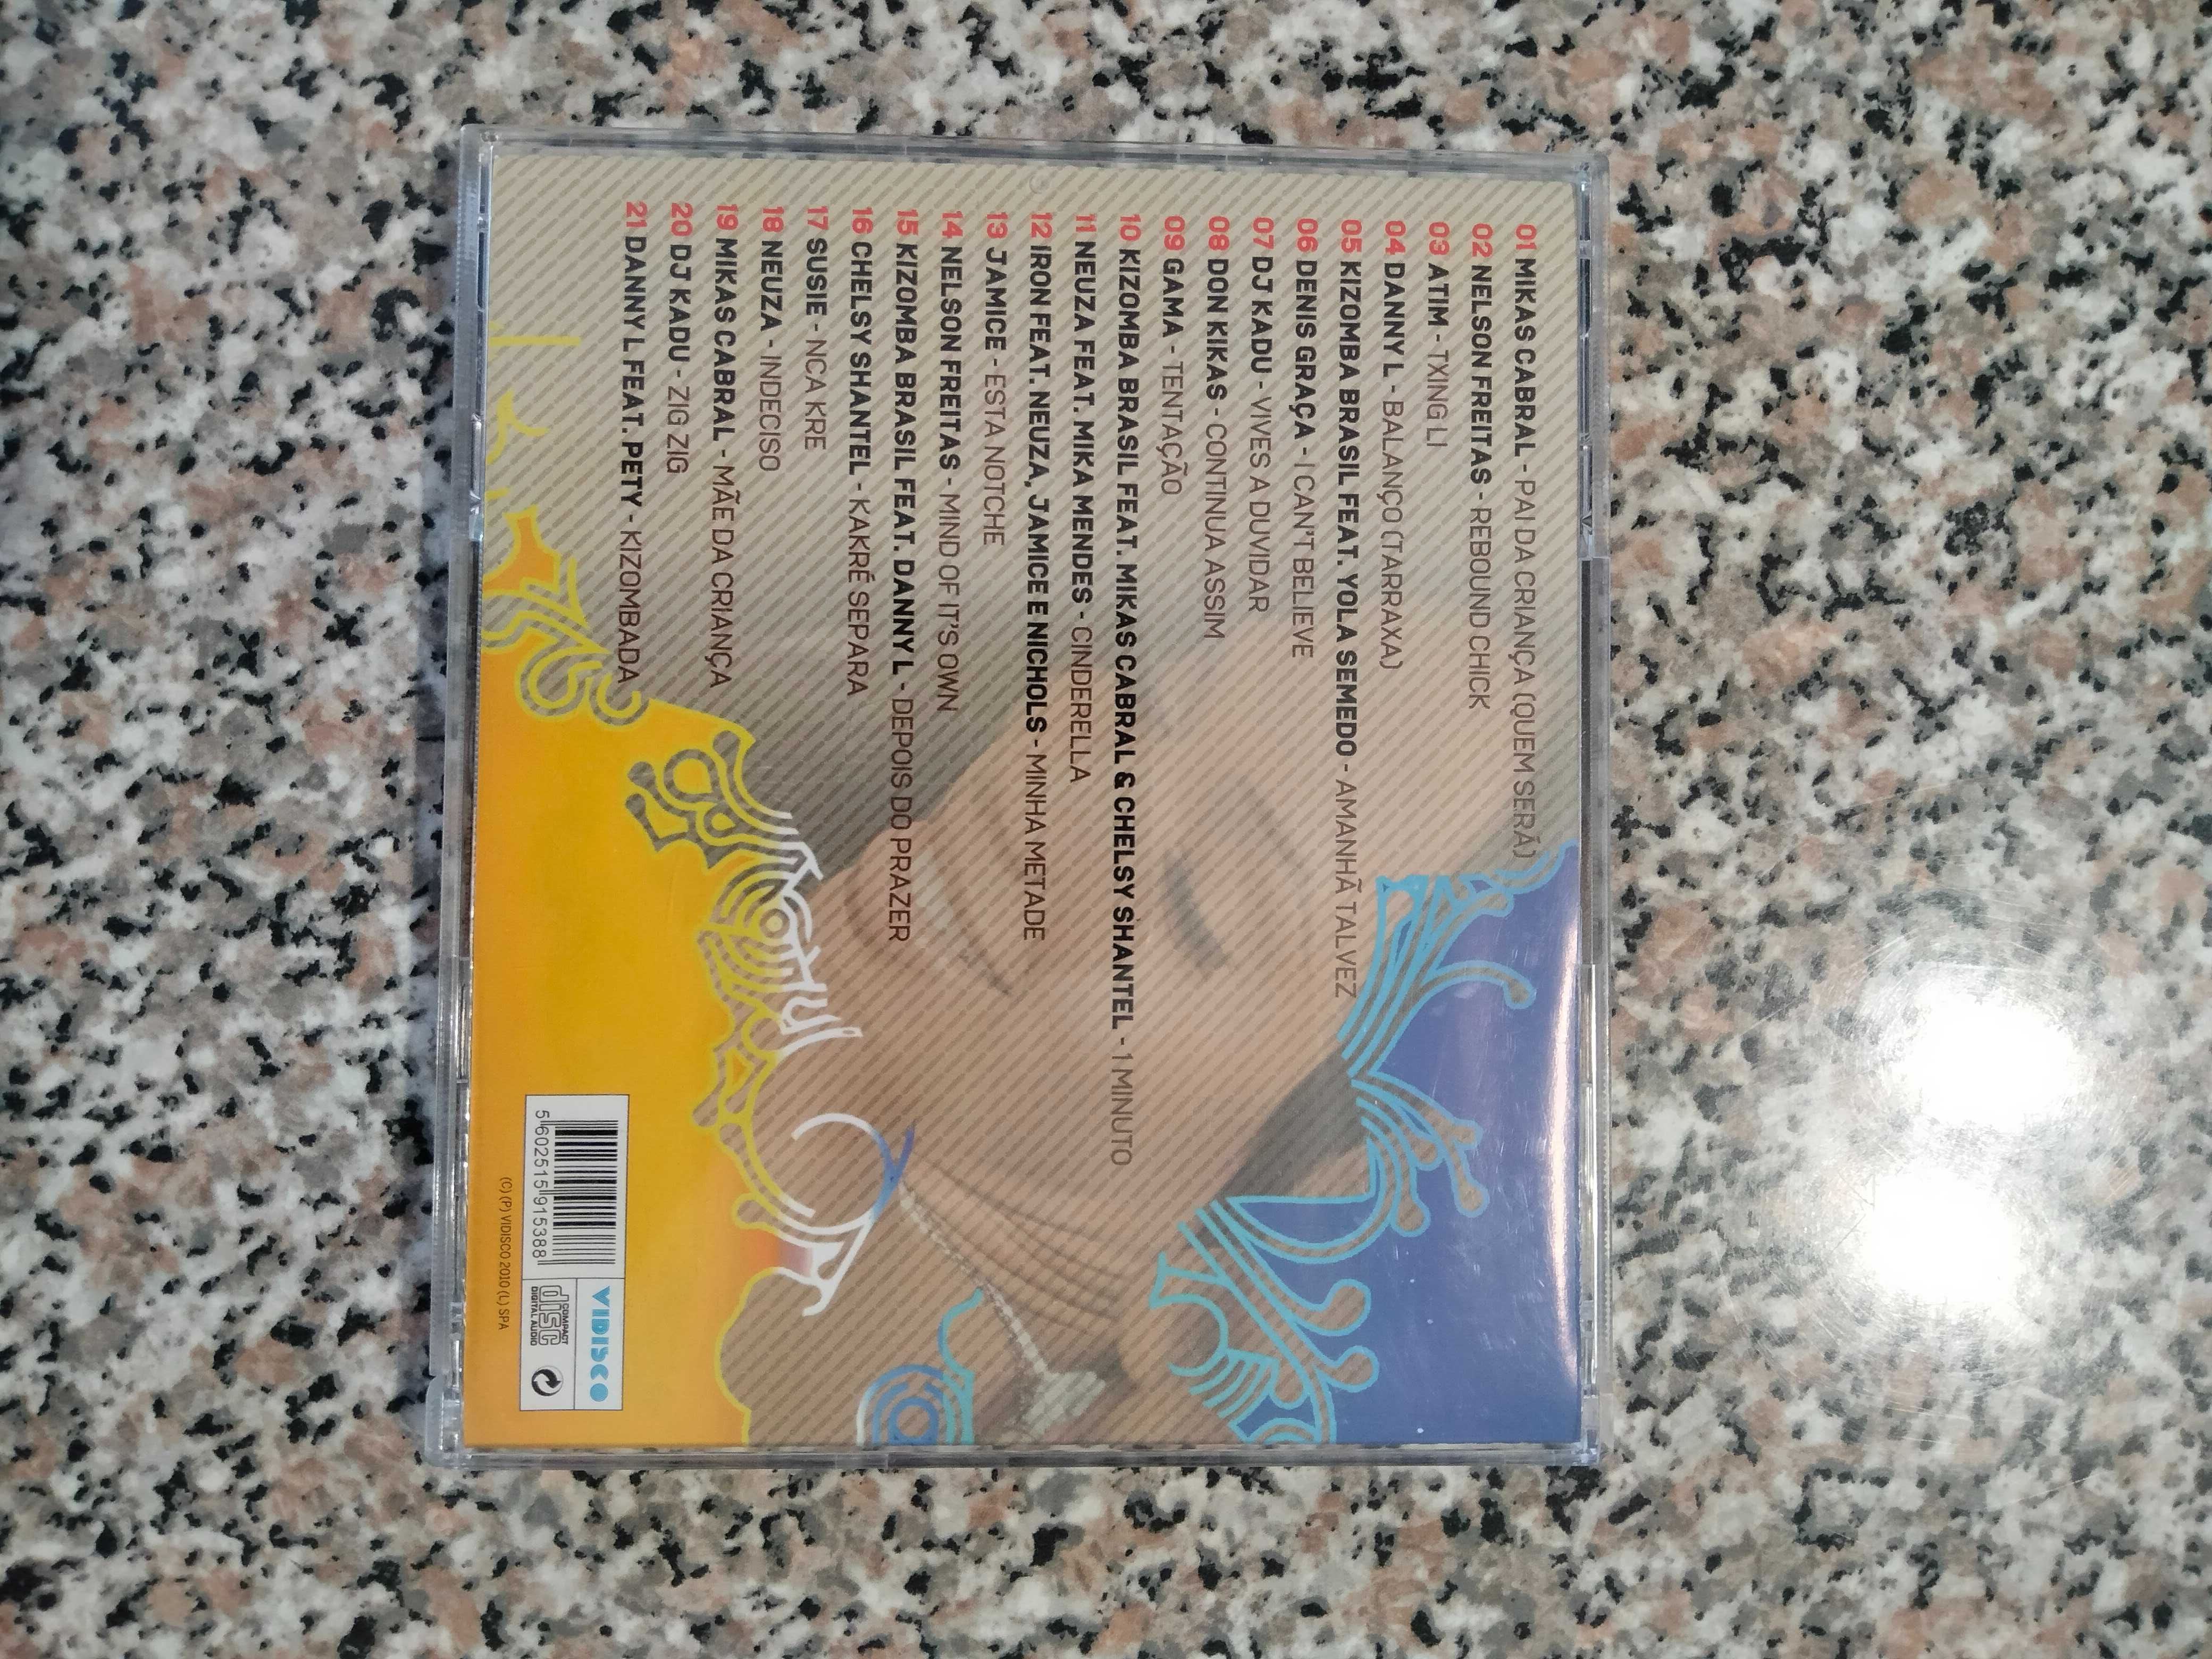 01 MIKAS CABRAL - PAI DA CRIANÇA (QUEM SERÁ)
02 NELSON FREITAS - REBOUND CHICK
03 ATIM - TXING LI
04 DANNY L - BALANÇO (TARRAXA)
05 KIZOMBA BRASIL FEAT. YOLA SEMEDO - AMANHÃ TALVEZ
06 DENIS GRAÇA - I CAN'T BELIEVE
07 DJ KADU - VIVES A DUVIDAR
08 DON KIKAS - CONTINUA ASSIM
09 GAMA - TENTAÇÃO
10 KIZOMBA BRASIL FEAT. MIKAS CABRAL & CHELSY SHANTEL - 1 MINUTO
11 NEUZA FEAT. MIKA MENDES - CINDERELLA
12 IRON FEAT. NEUZA, JAMICE E NICHOLS - MINHA METADE
13 JAMICE - ESTA NOTCHE
14 NELSON FREITAS - MIND OF IT'S OWN
15 KIZOMBA BRASIL FEAT. DANNY L - DEPOIS DO PRAZER
16 CHELSY SHANTEL - KAKRÉ SEPARA
17 SUSIE - NCA KRE
18 NEUZA - INDECISO
19 MIKAS CABRAL - MÃE DA CRIANÇA
20 DJ KADU - ZIG ZIG
21 DANNY L FEAT. PETY - KIZOMBADA
VIDISCO
COMPACT
disc
DIGITAL AUDIO
5 602515 915388
(C) (P) VIDISCO 2010 (L) SPA